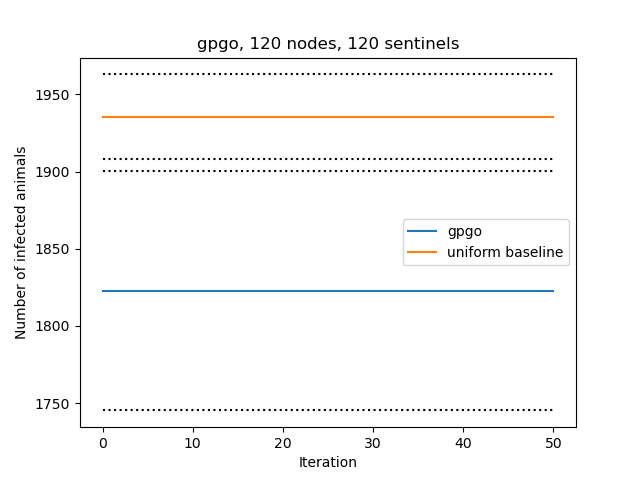 gpgo, 120 nodes, 120 sentinels
Number of infected animals
1950
1900
1850
1800
1750
gpgo
uniform baseline
0 10 20 30 40 50
Iteration